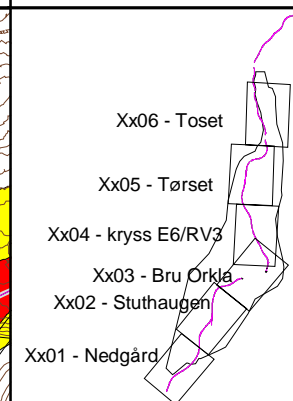 Xx06 - Toset
Xx05 - Tørset
Xx04 - kryss E6/RV3
Xx03 - Bru Orkla
Xx02 - Stuthaugen
Xx01 - Nedgård